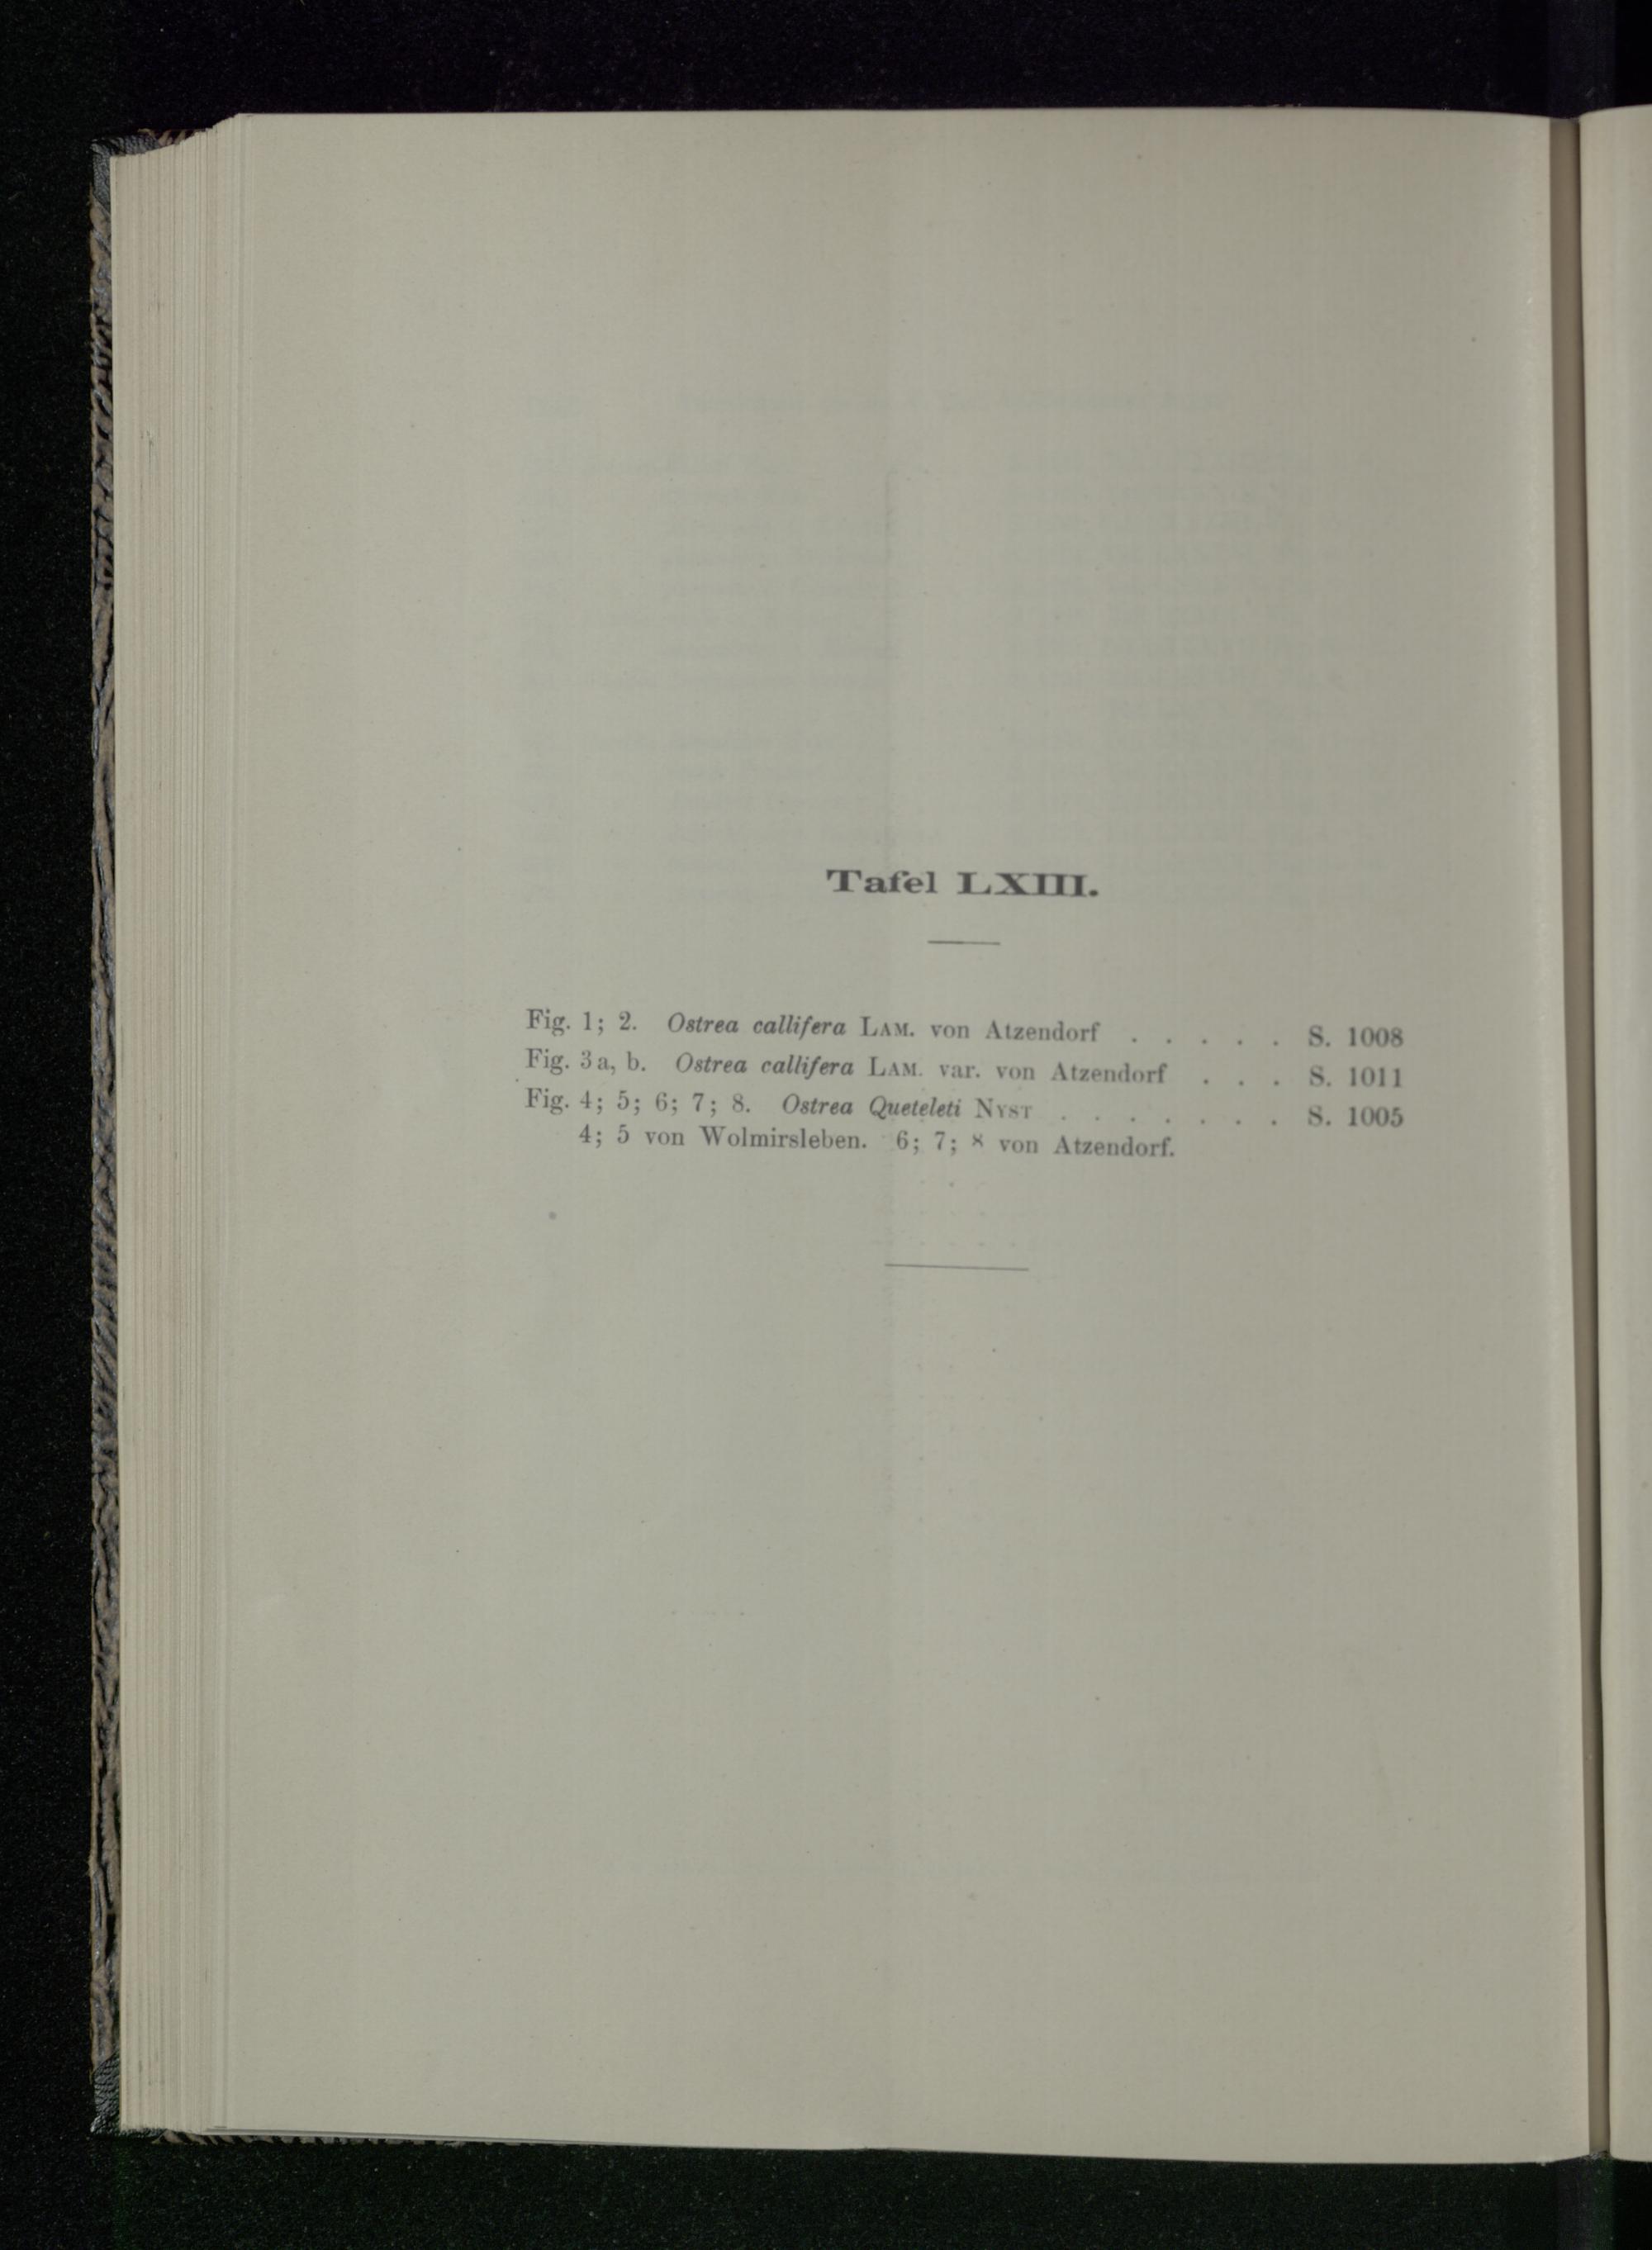 Tafel LXIII.
Fig. 1; 2. Ostrea callifera LAM. von Atzendorf . . . . . S. 1008
Fig. 3 a, b. Ostrea callifera LAM. var. von Atzendorf . . . S. 1011
Fig. 4; 5; 6; 7; 8. Ostrea Queteleti NYST . . . . . . . S. 1005
4; 5 von Wolmirsleben. 6; 7; 8 von Atzendorf.